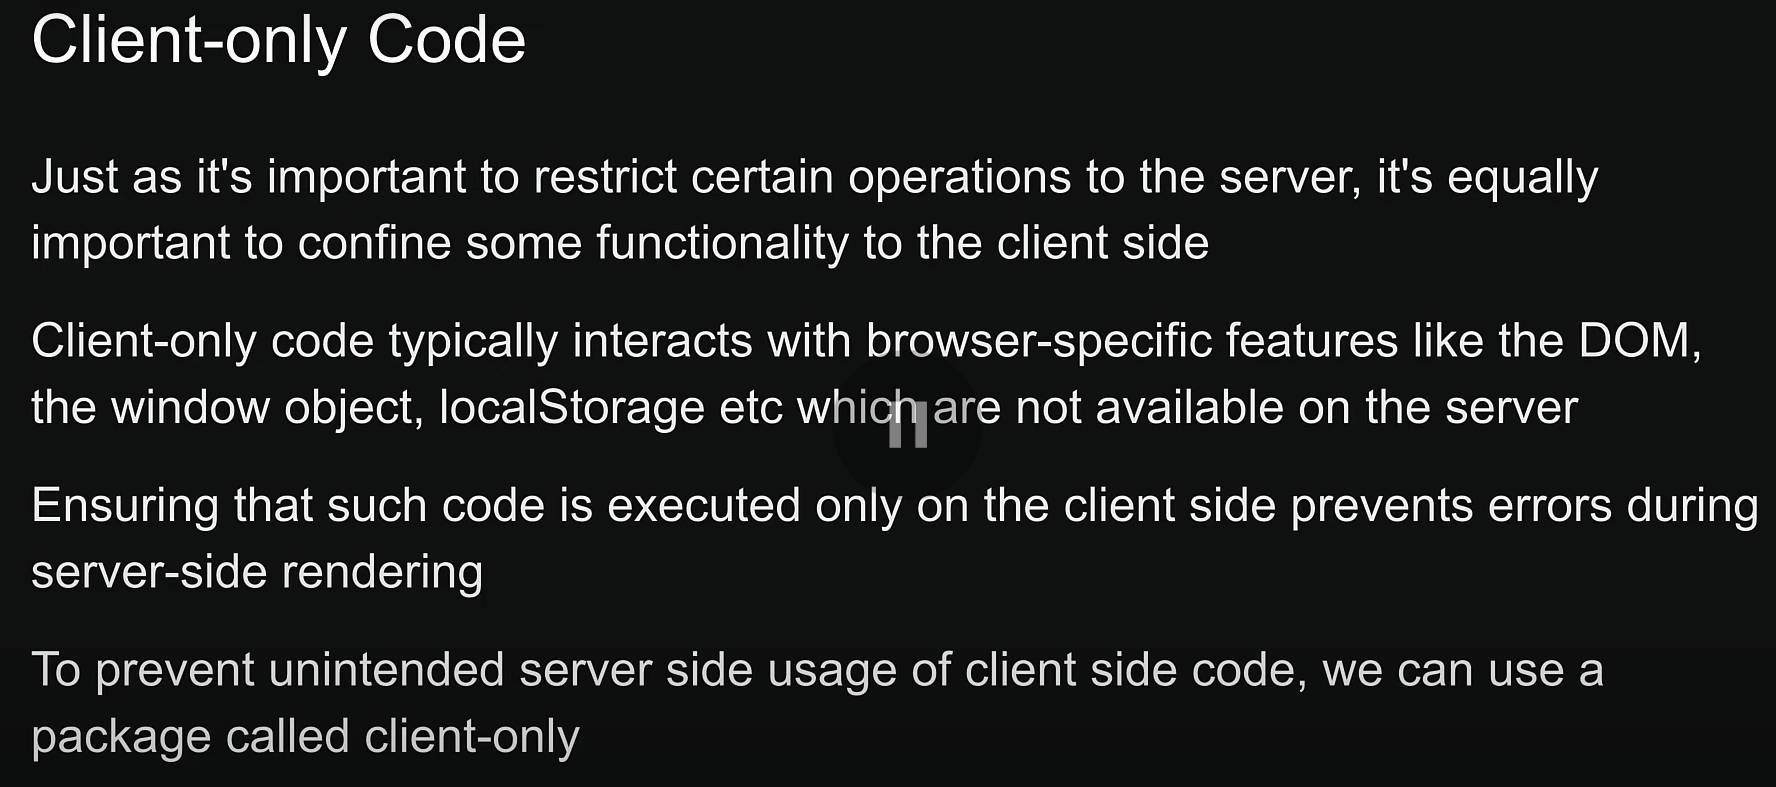 Client-only Code
Just as it's important to restrict certain operations to the server, it's equally
important to confine some functionality to the client side
Client-only code typically interacts with browser-specific features like the DOM,
the window object, localStorage etc which are not available on the server
Ensuring that such code is executed only on the client side prevents errors during
server-side rendering
To prevent unintended server side usage of client side code, we can use a
package called client-only